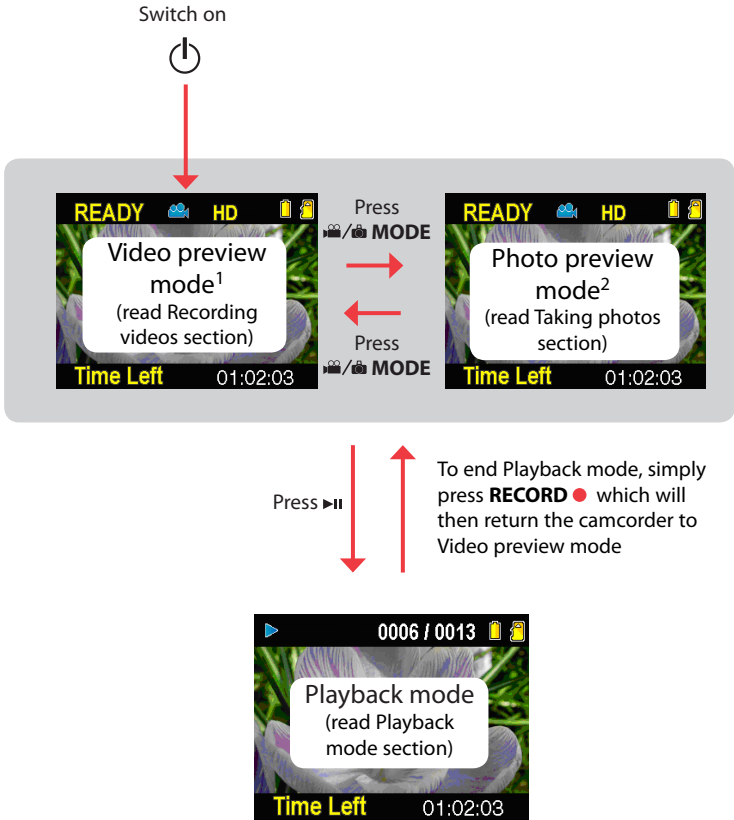 Switch on
READY HD
Video preview
mode¹
(read Recording
videos section)
Time Left 01:02:03
Press
/ MODE
Press
/ MODE
READY HD
Photo preview
mode²
(read Taking photos
section)
Time Left 01:02:03
Press
To end Playback mode, simply
press RECORD ● which will
then return the camcorder to
Video preview mode
0006 / 0013
Playback mode
(read Playback
mode section)
Time Left 01:02:03